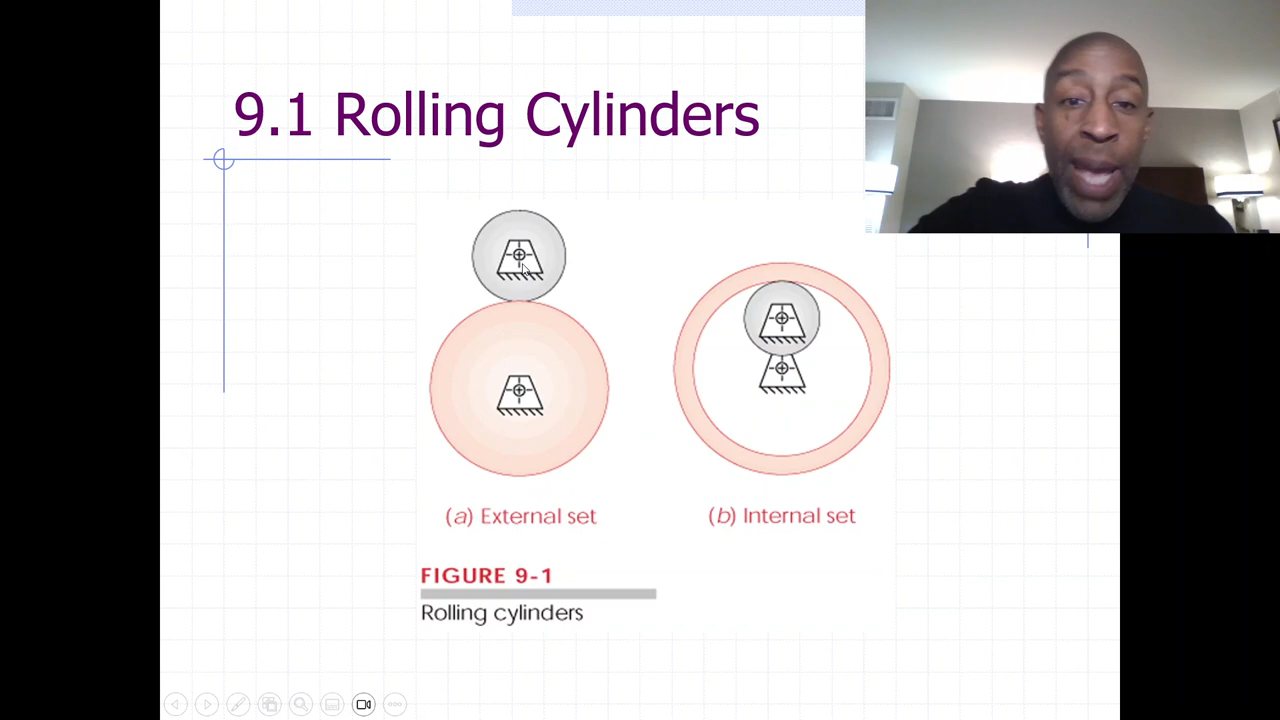 9.1 Rolling Cylinders
(a) External set
(b) Internal set
FIGURE 9-1
Rolling cylinders